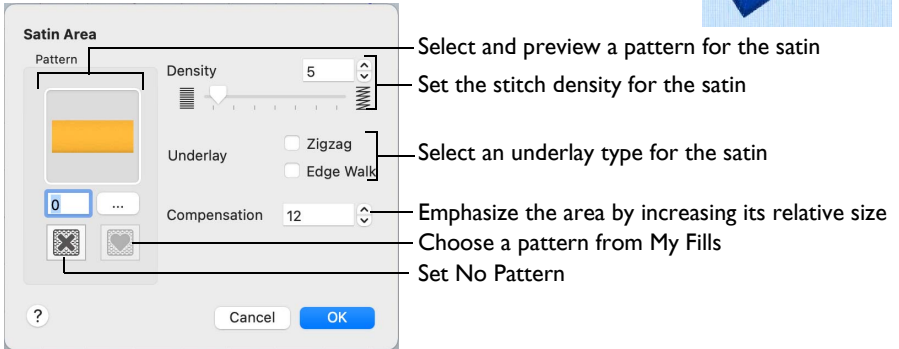 Satin Area
Pattern
Select and preview a pattern for the satin
Density
5
Set the stitch density for the satin
Underlay
Zigzag
Edge Walk
Select an underlay type for the satin
0
...
Compensation
12
Emphasize the area by increasing its relative size
Choose a pattern from My Fills
Set No Pattern
?
Cancel
OK